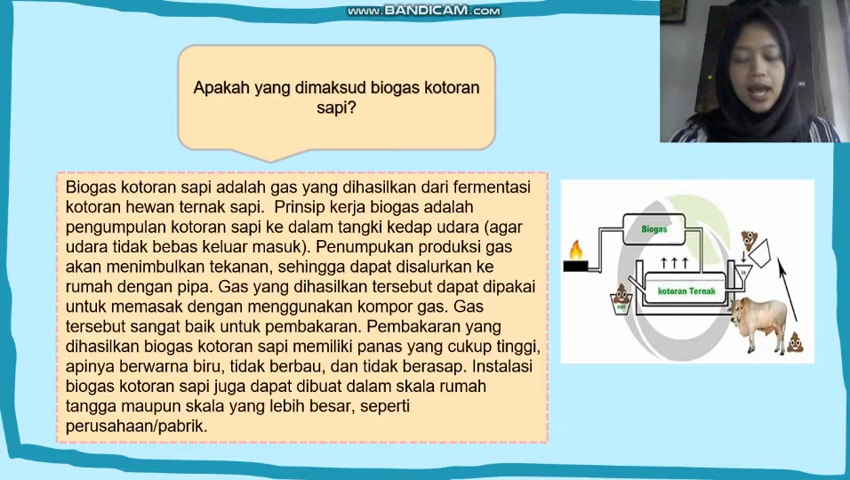 WWW.BANDICAM.COM
Apakah yang dimaksud biogas kotoran
sapi?
Biogas kotoran sapi adalah gas yang dihasilkan dari fermentasi
kotoran hewan ternak sapi.  Prinsip kerja biogas adalah
pengumpulan kotoran sapi ke dalam tangki kedap udara (agar
udara tidak bebas keluar masuk). Penumpukan produksi gas
akan menimbulkan tekanan, sehingga dapat disalurkan ke
rumah dengan pipa. Gas yang dihasilkan tersebut dapat dipakai
untuk memasak dengan menggunakan kompor gas. Gas
tersebut sangat baik untuk pembakaran. Pembakaran yang
dihasilkan biogas kotoran sapi memiliki panas yang cukup tinggi,
apinya berwarna biru, tidak berbau, dan tidak berasap. Instalasi
biogas kotoran sapi juga dapat dibuat dalam skala rumah
tangga maupun skala yang lebih besar, seperti
perusahaan/pabrik.
Biogas
kotoran Ternak